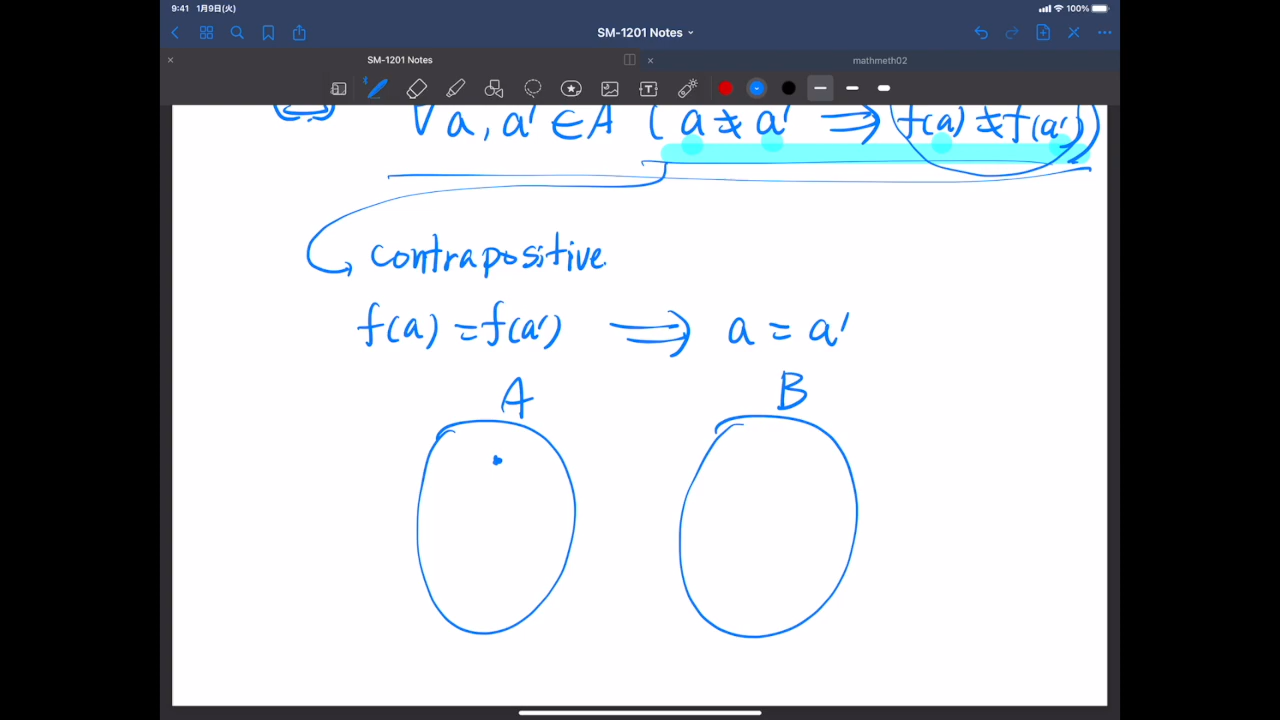 9:41 1月9日(火) 100%
SM-1201 Notes
SM-1201 Notes mathmeth02
∀a, a' ∈ A ( a ≠ a' ⇒ f(a) ≠ f(a') )
contrapositive.
f(a) = f(a') ⇒ a = a'
A B